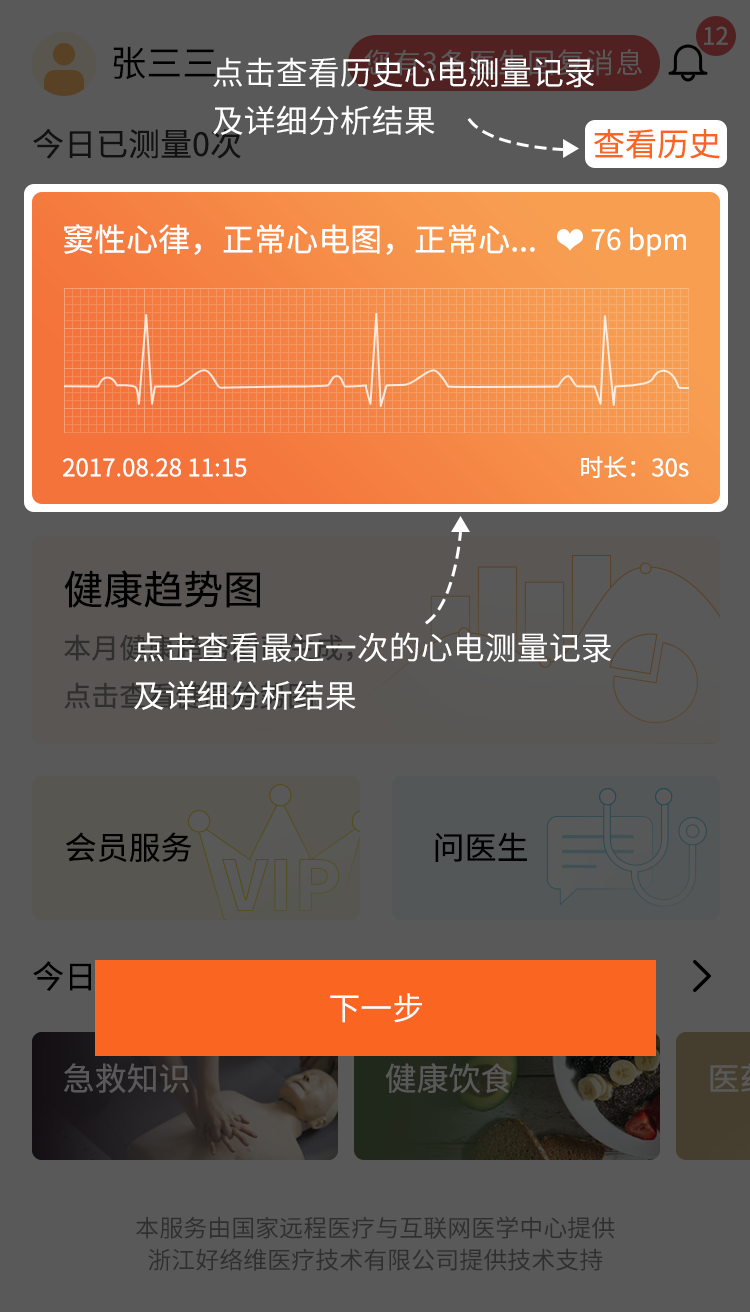 张三三
您有3条医生回复消息
12
点击查看历史心电测量记录
及详细分析结果
今日已测量0次
查看历史
窦性心律，正常心电图，正常心...
76 bpm
2017.08.28 11:15
时长：30s
健康趋势图
本月健康
点击查看最近一次的心电测量记录
及详细分析结果
点击查
会员服务
VIP
问医生
今日
下一步
急救知识
健康饮食
医药
本服务由国家远程医疗与互联网医学中心提供
浙江好络维医疗技术有限公司提供技术支持